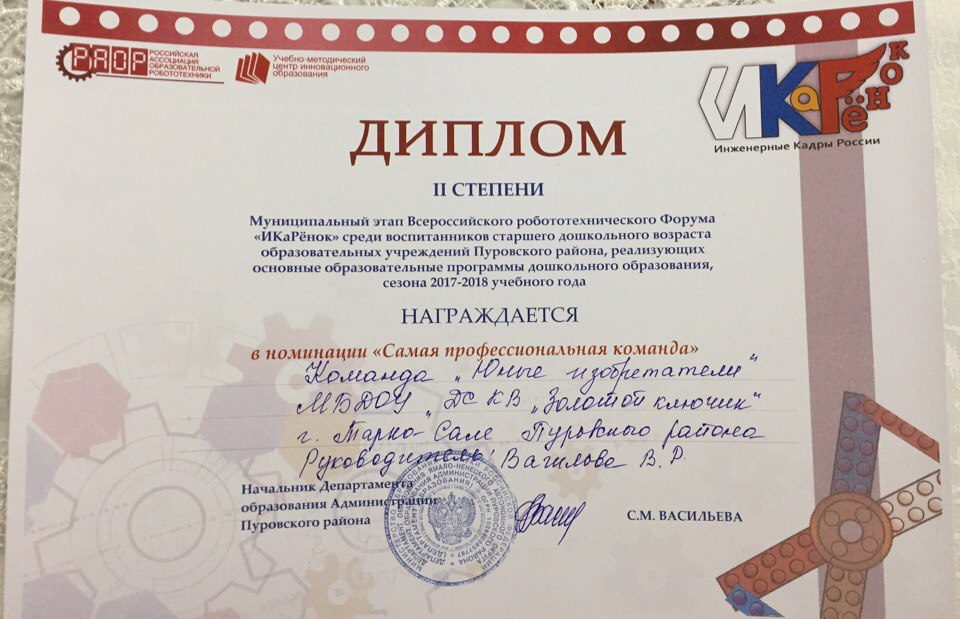 РАОР
РОССИЙСКАЯ
АССОЦИАЦИЯ
ОБРАЗОВАТЕЛЬНОЙ
РОБОТОТЕХНИКИ
Учебно-методический
центр инновационного
образования
ИКаРёнок
Инженерные Кадры России
ДИПЛОМ
II СТЕПЕНИ
Муниципальный этап Всероссийского робототехнического Форума
«ИКаРёнок» среди воспитанников старшего дошкольного возраста
образовательных учреждений Пуровского района, реализующих
основные образовательные программы дошкольного образования,
сезона 2017-2018 учебного года
НАГРАЖДАЕТСЯ
в номинации «Самая профессиональная команда»
Команда „Юные изобретатели"
МБДОУ „ДС КВ „Золотой ключик"
г. Тарко-Сале Пуровского района
Руководитель: Вагилова В.Р.
Начальник Департамента
образования Администрации
Пуровского района
С.М. ВАСИЛЬЕВА